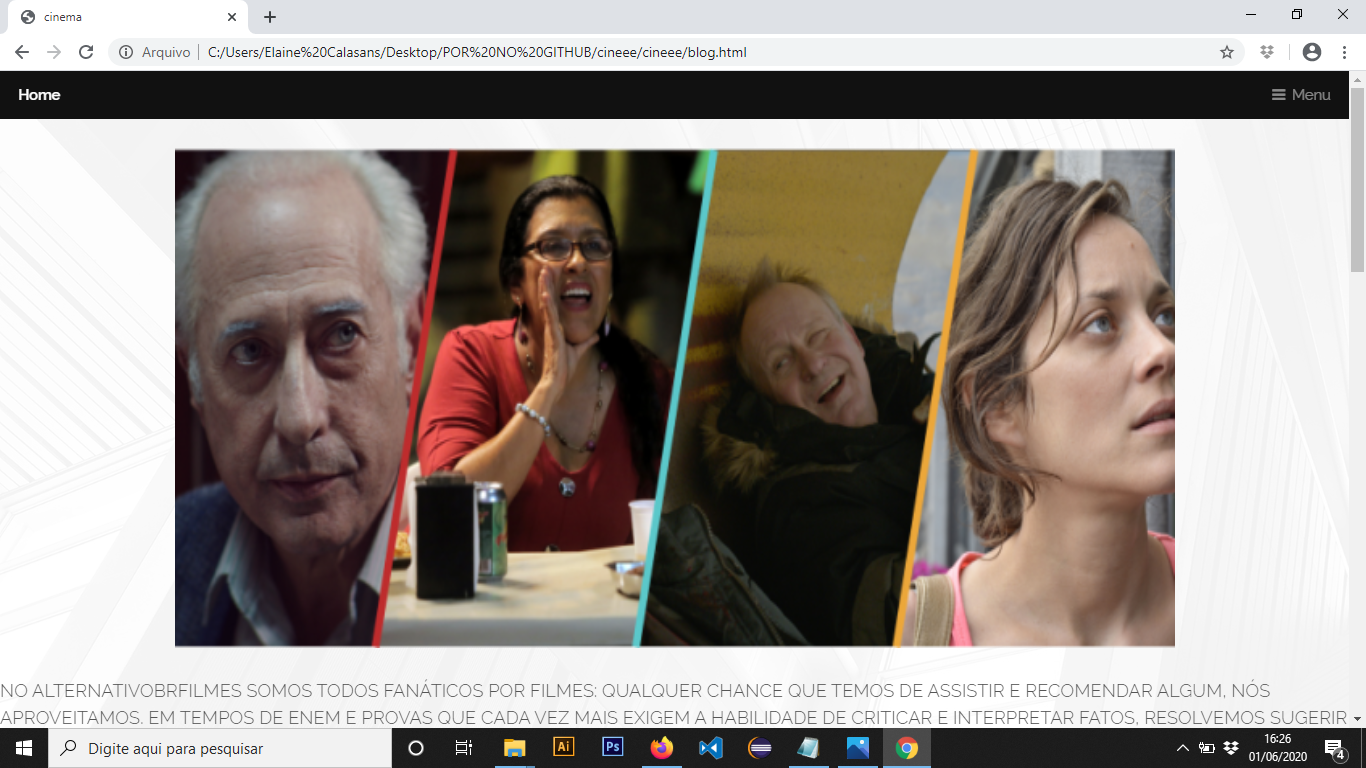 cinema
Arquivo
C:/Users/Elaine%20Calasans/Desktop/POR%20NO%20GITHUB/cineee/cineee/blog.html
Home
Menu
NO ALTERNATIVOBRFILMES SOMOS TODOS FANÁTICOS POR FILMES: QUALQUER CHANCE QUE TEMOS DE ASSISTIR E RECOMENDAR ALGUM, NÓS
APROVEITAMOS. EM TEMPOS DE ENEM E PROVAS QUE CADA VEZ MAIS EXIGEM A HABILIDADE DE CRITICAR E INTERPRETAR FATOS, RESOLVEMOS SUGERIR
Digite aqui para pesquisar
Ai
Ps
16:26
01/06/2020
4